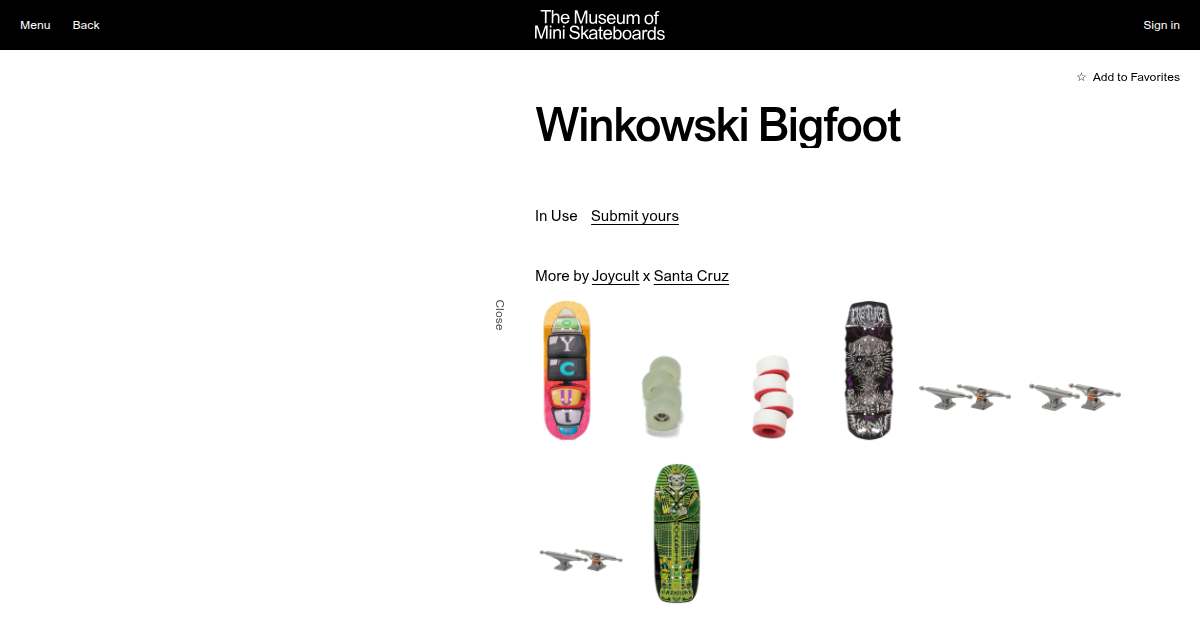 Menu Back
The Museum of
Mini Skateboards
Sign in
☆ Add to Favorites
Winkowski Bigfoot
In Use Submit yours
More by Joycult x Santa Cruz
Close
Y
C
U
L